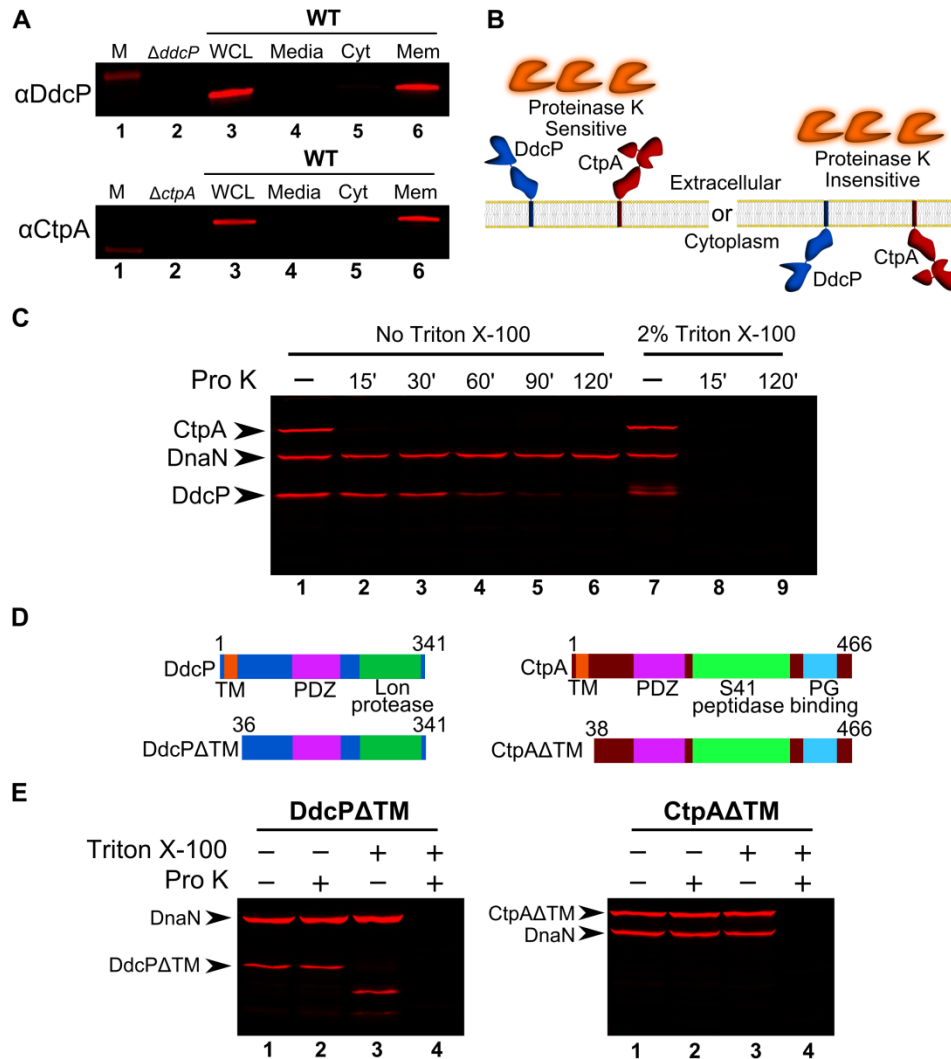 A
WT
M ΔddcP WCL Media Cyt Mem
αDdcP
1 2 3 4 5 6
WT
M ΔctpA WCL Media Cyt Mem
αCtpA
1 2 3 4 5 6
B
Proteinase K
Sensitive
DdcP
CtpA
Extracellular
or
Cytoplasm
Proteinase K
Insensitive
DdcP
CtpA
C
No Triton X-100 2% Triton X-100
Pro K – 15' 30' 60' 90' 120' – 15' 120'
CtpA
DnaN
DdcP
1 2 3 4 5 6 7 8 9
D
1 341
DdcP
TM PDZ Lon
protease
36 341
DdcPΔTM
1 466
CtpA
TM PDZ S41 PG
peptidase binding
38 466
CtpAΔTM
E
DdcPΔTM
Triton X-100 – – + +
Pro K – + – +
DnaN
DdcPΔTM
1 2 3 4
CtpAΔTM
– – + +
– + – +
CtpAΔTM
DnaN
1 2 3 4